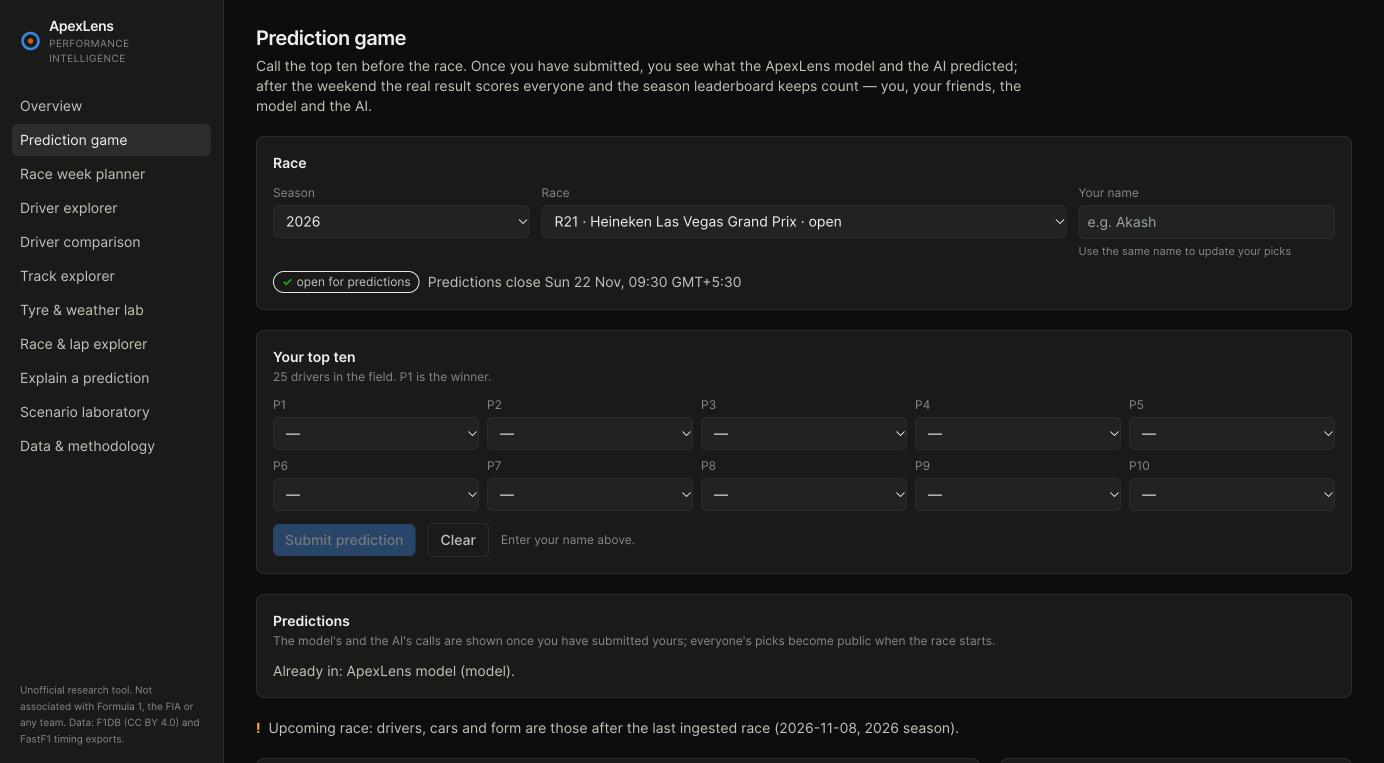 ApexLens
PERFORMANCE
INTELLIGENCE
Overview
Prediction game
Race week planner
Driver explorer
Driver comparison
Track explorer
Tyre & weather lab
Race & lap explorer
Explain a prediction
Scenario laboratory
Data & methodology
Unofficial research tool. Not
associated with Formula 1, the FIA or
any team. Data: F1DB (CC BY 4.0) and
FastF1 timing exports.
Prediction game
Call the top ten before the race. Once you have submitted, you see what the ApexLens model and the AI predicted;
after the weekend the real result scores everyone and the season leaderboard keeps count — you, your friends, the
model and the AI.
Race
Season Race Your name
2026 R21 · Heineken Las Vegas Grand Prix · open e.g. Akash
Use the same name to update your picks
✓ open for predictions Predictions close Sun 22 Nov, 09:30 GMT+5:30
Your top ten
25 drivers in the field. P1 is the winner.
P1 P2 P3 P4 P5
— — — — —
P6 P7 P8 P9 P10
— — — — —
Submit prediction Clear Enter your name above.
Predictions
The model's and the AI's calls are shown once you have submitted yours; everyone's picks become public when the race starts.
Already in: ApexLens model (model).
! Upcoming race: drivers, cars and form are those after the last ingested race (2026-11-08, 2026 season).